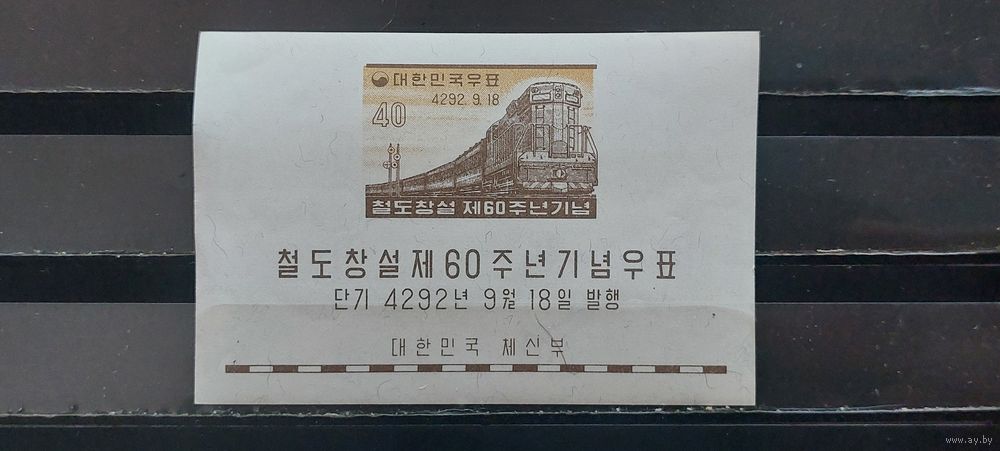 대한민국우표
4292.9.18
40
철도창설 제60주년기념
철도창설제60주년기념우표
단기 4292년 9월 18일 발행
대한민국 체신부
www.ay.by